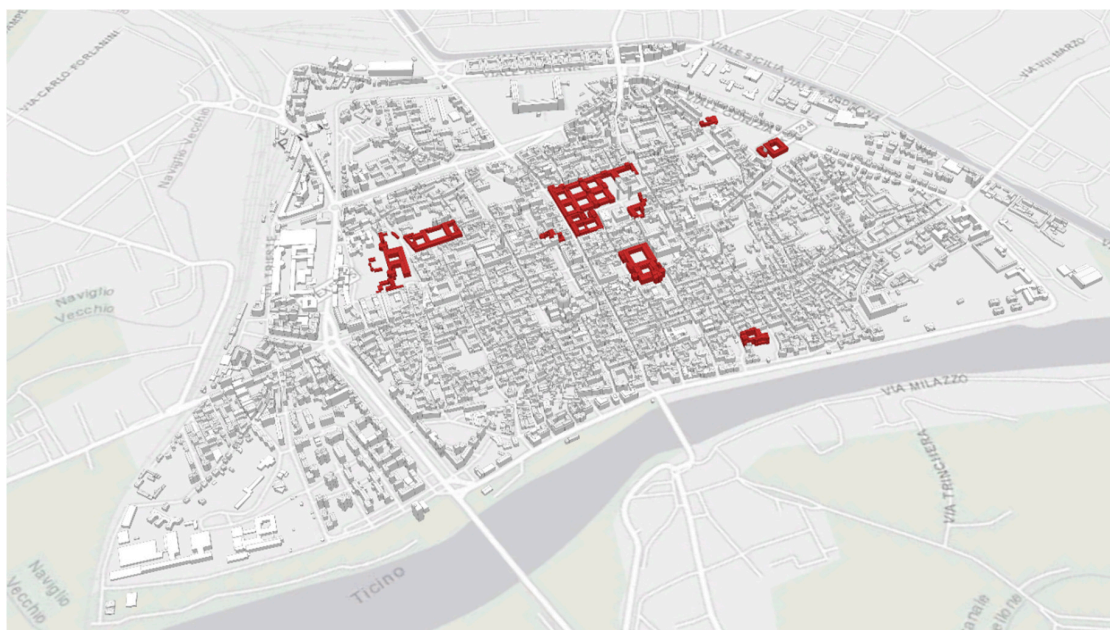 VIA CARLO FORLANINI
Naviglio Vecchio
VIALE SICILIA
VIA VIII MARZO
Naviglio
Vecchio
VIA MILAZZO
VIA TRINCHERA
Ticino
Naviglio
Vecchio